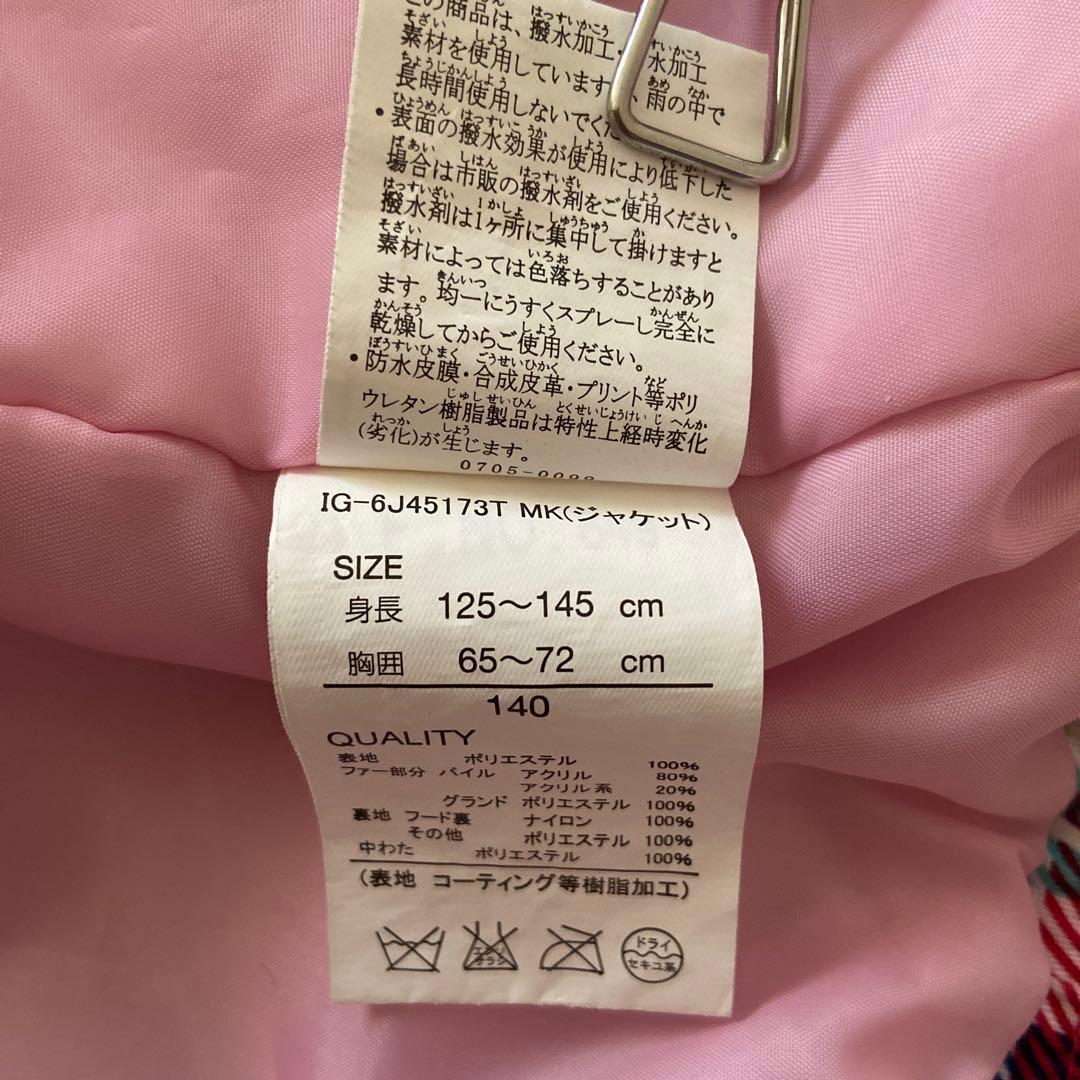 この商品は、撥水加工・ 水加工
素材を使用しています 、雨の中で
長時間使用しないでくだ
・表面の撥水効果が使用により低下した
場合は市販の撥水剤をご使用ください。
撥水剤は1ヶ所に集中して掛けますと
素材によっては色落ちすることがあり
ます。均一にうすくスプレーし完全に
乾燥してからご使用ください。
・防水皮膜・合成皮革・プリント等ポリ
ウレタン樹脂製品は特性上経時変化
(劣化)が生じます。
IG-6J45173T MK(ジャケット)
SIZE
身長 125～145 cm
胸囲 65～72 cm
140
QUALITY
表地 ポリエステル 100%
ファー部分 パイル アクリル 80%
アクリル系 20%
グランド ポリエステル 100%
裏地 フード裏 ナイロン 100%
その他 ポリエステル 100%
中わた ポリエステル 100%
(表地 コーティング等樹脂加工)
エンソ サラシ ドライ
セキユ系